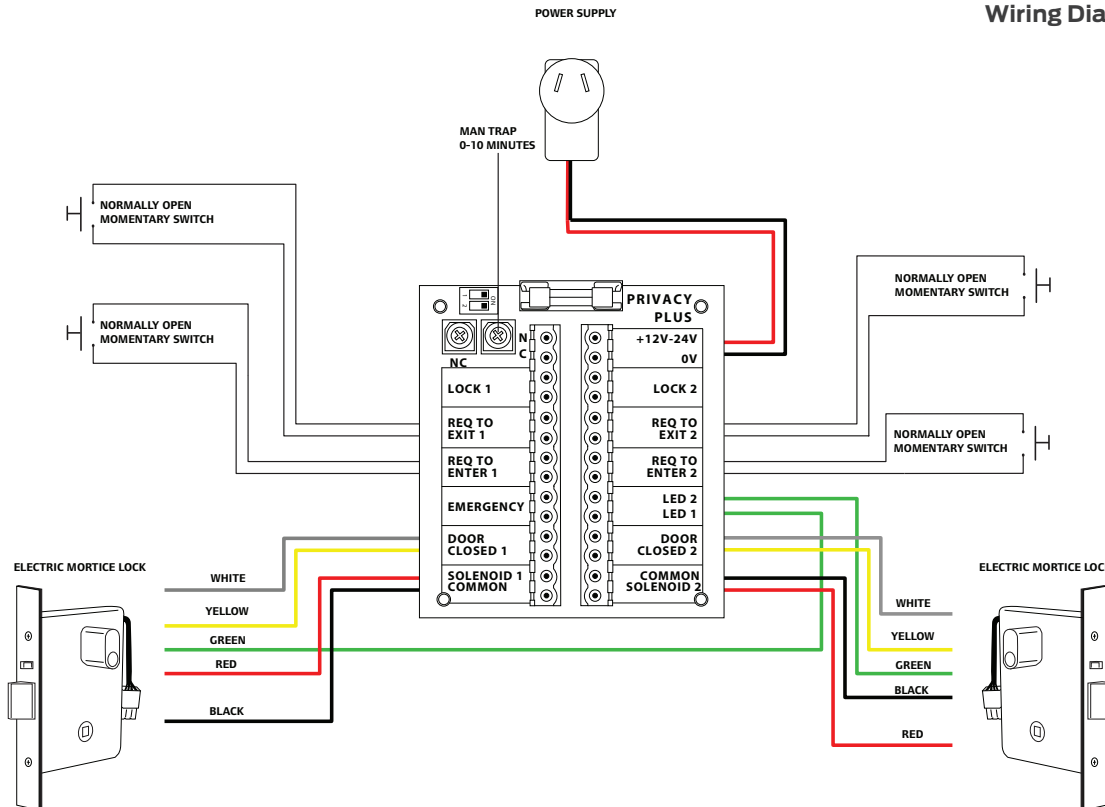 POWER SUPPLY
Wiring Dia
MAN TRAP
0-10 MINUTES
NORMALLY OPEN
MOMENTARY SWITCH
NORMALLY OPEN
MOMENTARY SWITCH
NORMALLY OPEN
MOMENTARY SWITCH
NORMALLY OPEN
MOMENTARY SWITCH
1
2
ON
PRIVACY
PLUS
N
C
NC
+12V-24V
0V
LOCK 1
LOCK 2
REQ TO
EXIT 1
REQ TO
EXIT 2
REQ TO
ENTER 1
REQ TO
ENTER 2
EMERGENCY
LED 2
LED 1
DOOR
CLOSED 1
DOOR
CLOSED 2
SOLENOID 1
COMMON
COMMON
SOLENOID 2
ELECTRIC MORTICE LOCK
WHITE
YELLOW
GREEN
RED
BLACK
ELECTRIC MORTICE LOC
WHITE
YELLOW
GREEN
BLACK
RED